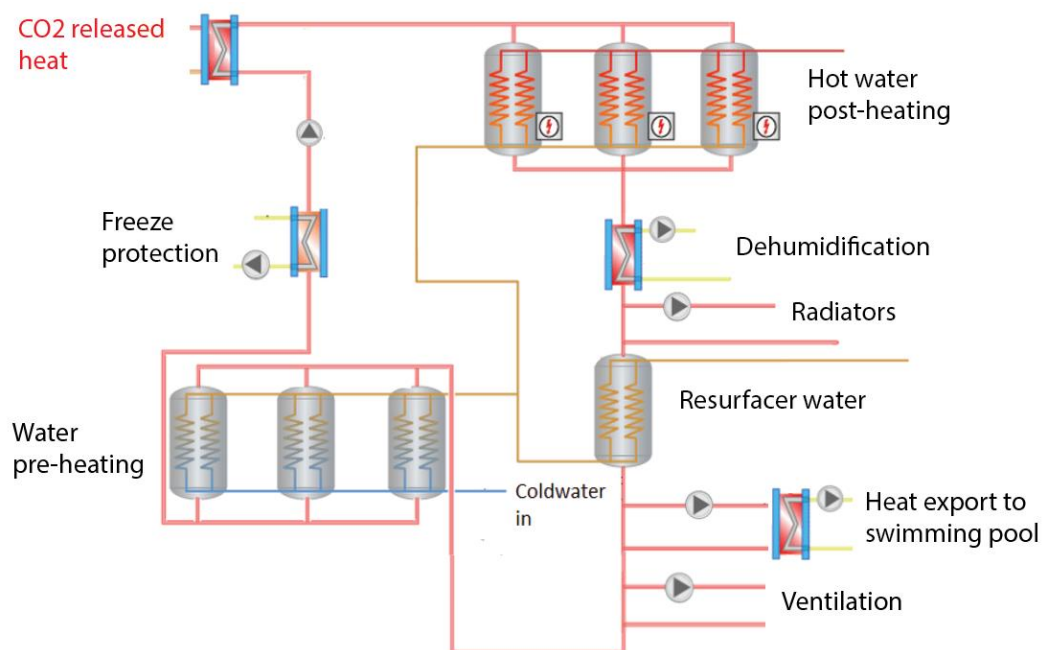 CO2 released
heat
Hot water
post-heating
Freeze
protection
Dehumidification
Radiators
Resurfacer water
Water
pre-heating
Coldwater
in
Heat export to
swimming pool
Ventilation